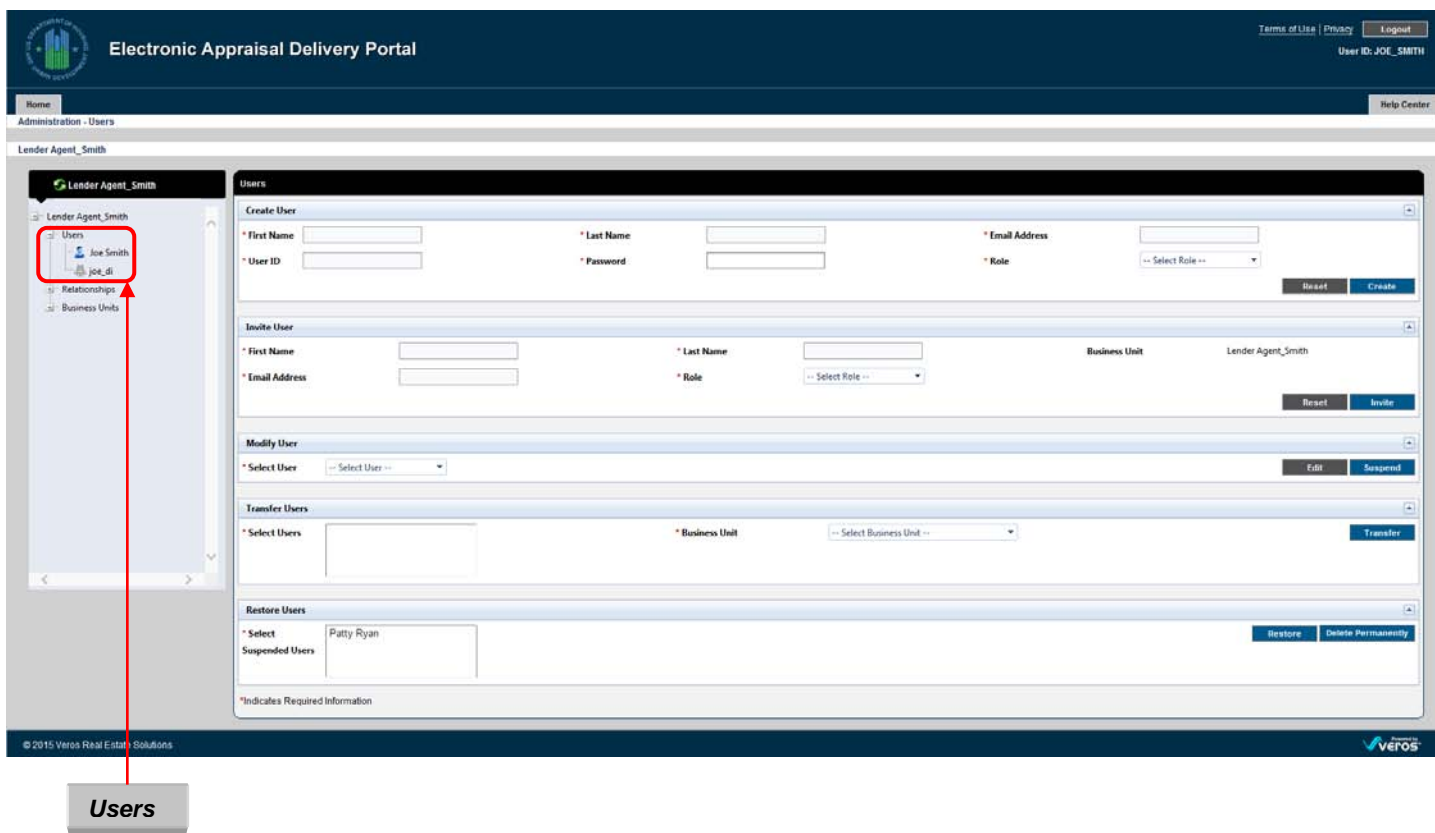 Terms of Use | Privacy Logout
Electronic Appraisal Delivery Portal
User ID: JOE_SMITH
Home Help Center
Administration - Users
Lender Agent_Smith
Lender Agent_Smith
Lender Agent_Smith
Users
Joe Smith
joe_di
Relationships
Business Units
Users
Create User
* First Name * Last Name * Email Address
* User ID * Password * Role -- Select Role --
Reset Create
Invite User
* First Name * Last Name Business Unit Lender Agent_Smith
* Email Address * Role -- Select Role --
Reset Invite
Modify User
* Select User -- Select User -- Edit Suspend
Transfer Users
* Select Users * Business Unit -- Select Business Unit -- Transfer
Restore Users
* Select Patty Ryan Restore Delete Permanently
Suspended Users
*Indicates Required Information
© 2015 Veros Real Estate Solutions
Powered by
veros
Users